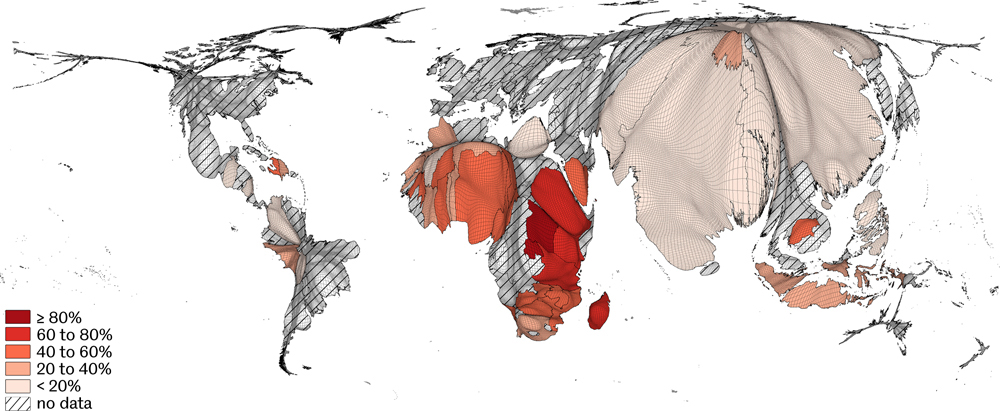 ≥ 80%
60 to 80%
40 to 60%
20 to 40%
< 20%
no data